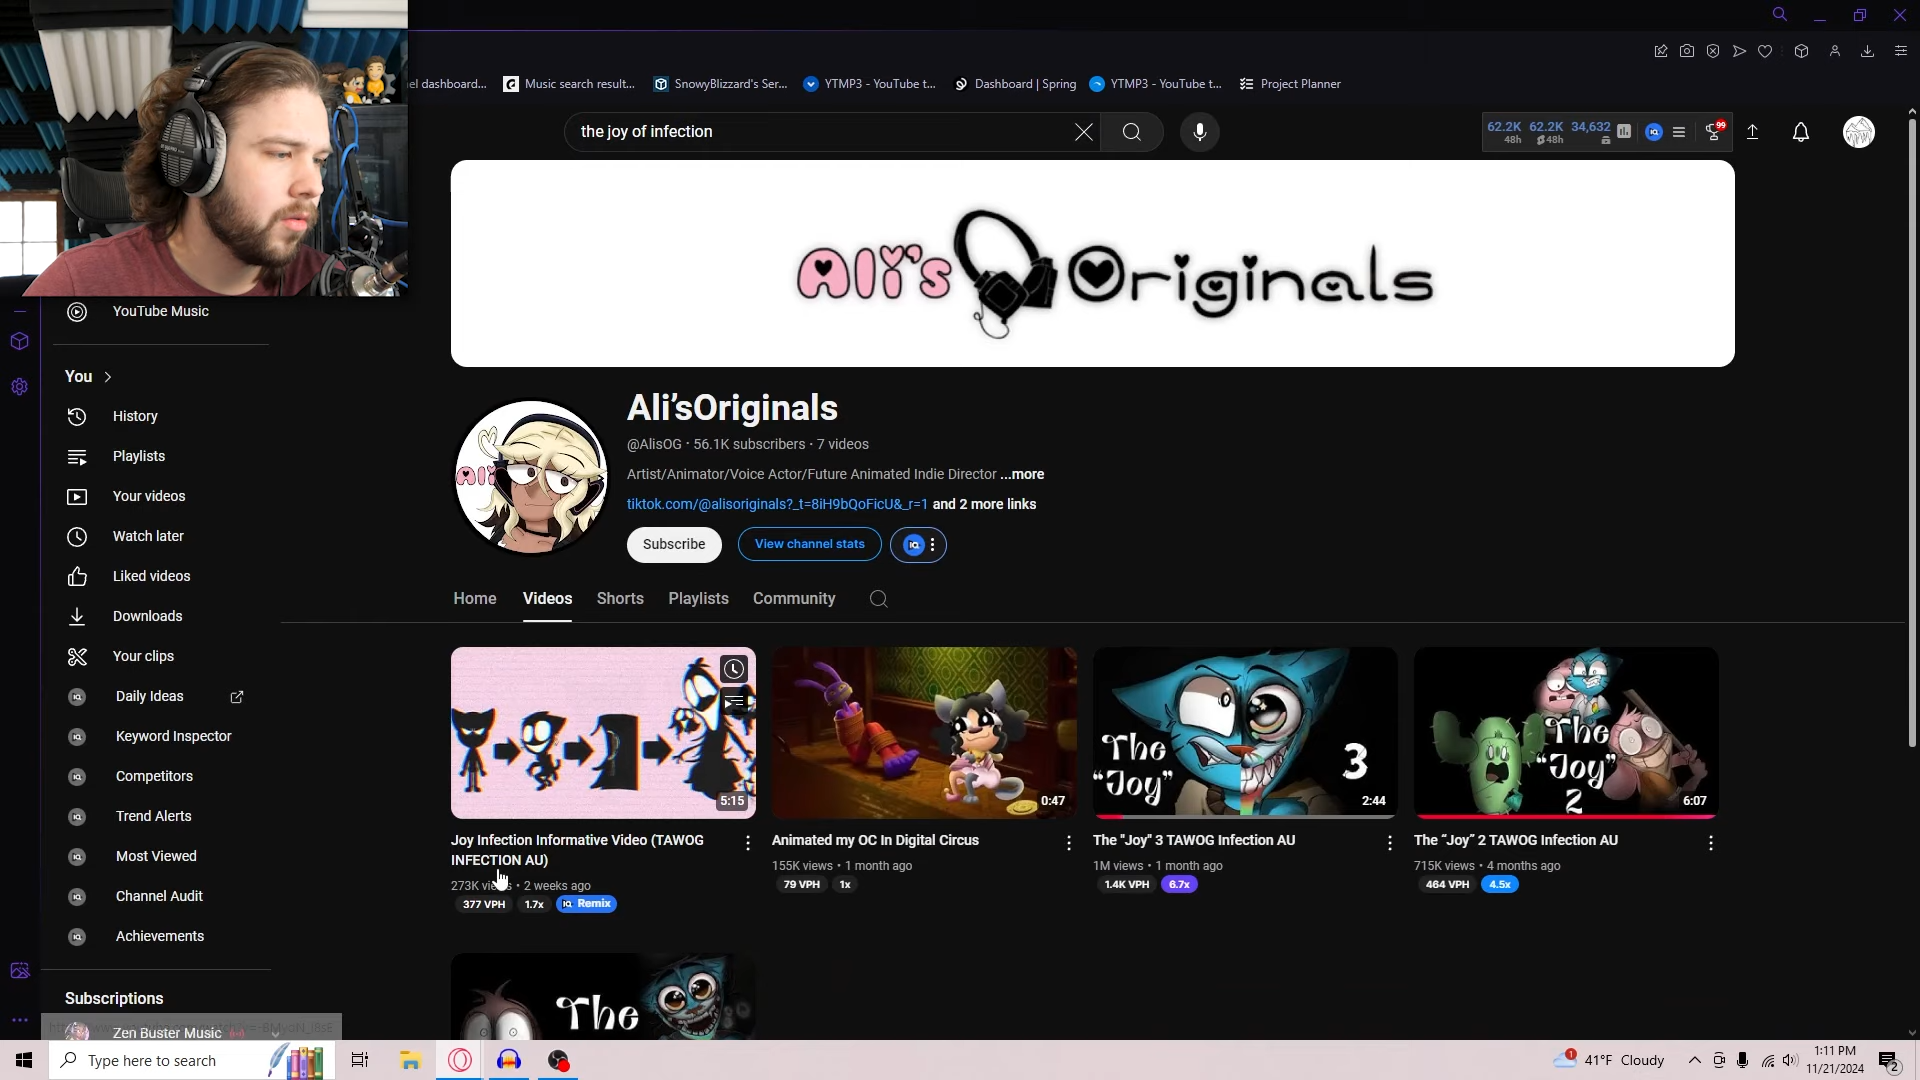 el dashboard...
Music search result...
SnowyBlizzard's Ser...
YTMP3 - YouTube t...
Dashboard | Spring
YTMP3 - YouTube t...
Project Planner
the joy of infection
62.2K 62.2K 34,632
48h 48h
99
Ali's Originals
YouTube Music
You
History
Playlists
Your videos
Watch later
Liked videos
Downloads
Your clips
Daily Ideas
Keyword Inspector
Competitors
Trend Alerts
Most Viewed
Channel Audit
Achievements
Subscriptions
Zen Buster Music
Ali'sOriginals
@AlisOG · 56.1K subscribers · 7 videos
Artist/Animator/Voice Actor/Future Animated Indie Director ...more
tiktok.com/@alisoriginals?_t=8iH9bQoFicU&_r=1 and 2 more links
Subscribe
View channel stats
Home
Videos
Shorts
Playlists
Community
5:15
Joy Infection Informative Video (TAWOG
INFECTION AU)
273K views · 2 weeks ago
377 VPH 1.7x Remix
0:47
Animated my OC In Digital Circus
155K views · 1 month ago
79 VPH 1x
The
"Joy"
3
2:44
The "Joy" 3 TAWOG Infection AU
1M views · 1 month ago
1.4K VPH 6.7x
The
"Joy"
2
6:07
The “Joy” 2 TAWOG Infection AU
715K views · 4 months ago
464 VPH 4.5x
The
Type here to search
1
41°F Cloudy
1:11 PM
11/21/2024
2